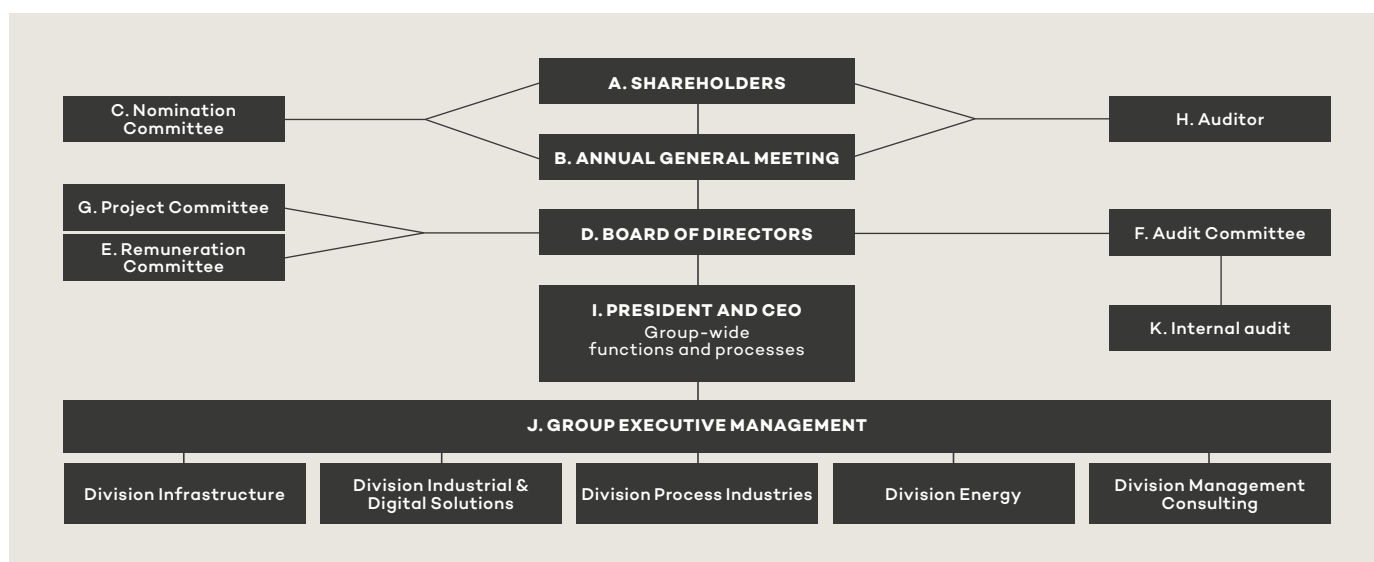 A. SHAREHOLDERS
C. Nomination
Committee
H. Auditor
B. ANNUAL GENERAL MEETING
G. Project Committee
D. BOARD OF DIRECTORS
F. Audit Committee
E. Remuneration
Committee
I. PRESIDENT AND CEO
Group-wide
functions and processes
K. Internal audit
J. GROUP EXECUTIVE MANAGEMENT
Division Infrastructure
Division Industrial &
Digital Solutions
Division Process Industries
Division Energy
Division Management
Consulting